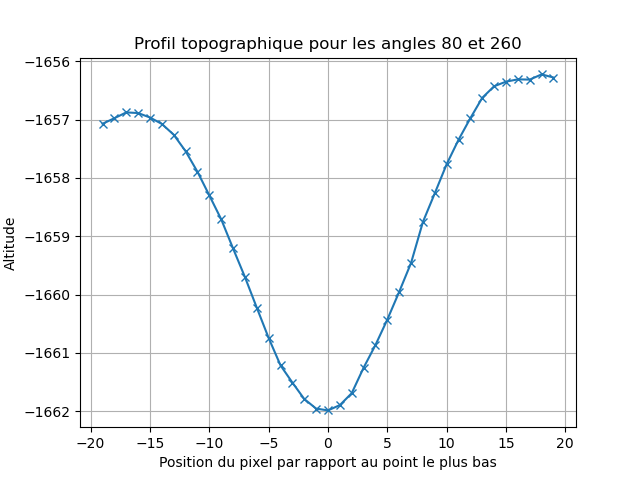 Profil topographique pour les angles 80 et 260
−1656
−1657
−1658
−1659
−1660
−1661
−1662
Altitude
−20 −15 −10 −5 0 5 10 15 20
Position du pixel par rapport au point le plus bas